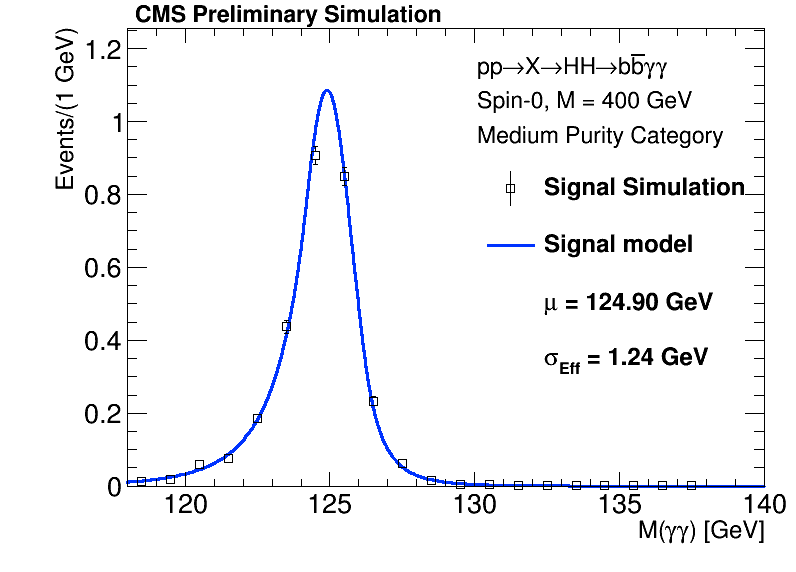 CMS Preliminary Simulation
Events/(1 GeV)
pp→X→HH→bb̅γγ
Spin-0, M = 400 GeV
Medium Purity Category
Signal Simulation
Signal model
μ = 124.90 GeV
σEff = 1.24 GeV
1.2
1
0.8
0.6
0.4
0.2
0
120 125 130 135 140
M(γγ) [GeV]